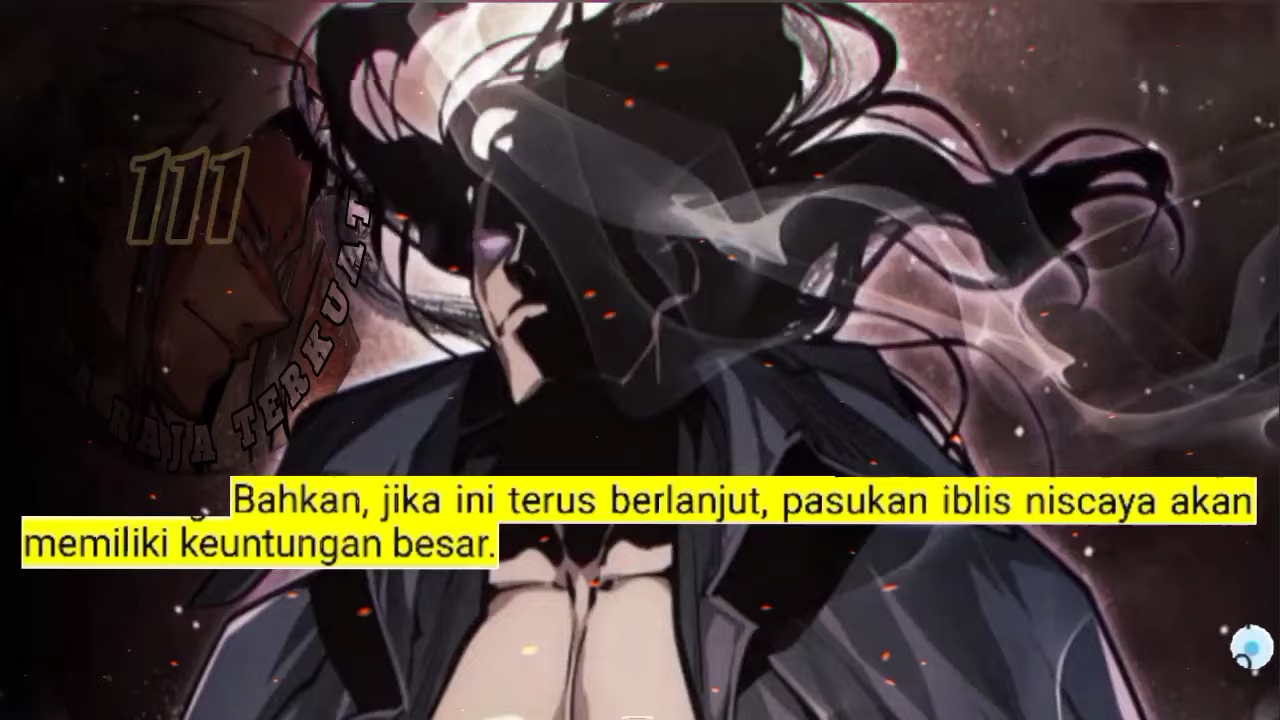 111
RAJA TERKUAT
Bahkan, jika ini terus berlanjut, pasukan iblis niscaya akan
memiliki keuntungan besar.